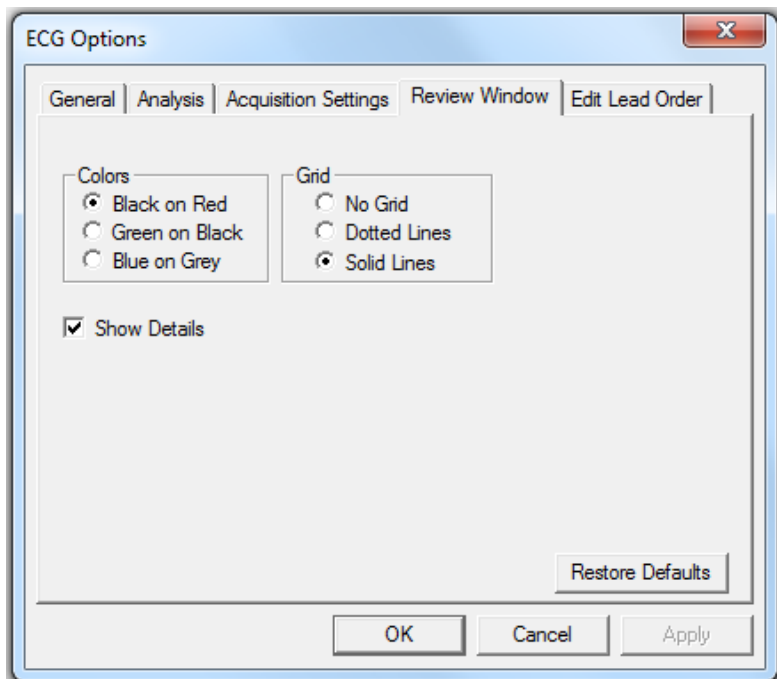 ECG Options
General Analysis Acquisition Settings Review Window Edit Lead Order
Colors
Black on Red
Green on Black
Blue on Grey
Grid
No Grid
Dotted Lines
Solid Lines
Show Details
Restore Defaults
OK Cancel Apply